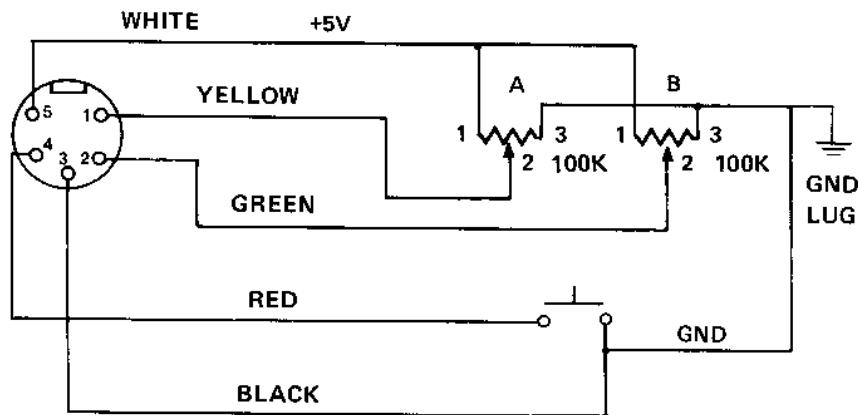 WHITE +5V
YELLOW
A B
5 1
4 3 2
1 3 1 3
2 100K 2 100K
GREEN
GND
LUG
RED
GND
BLACK